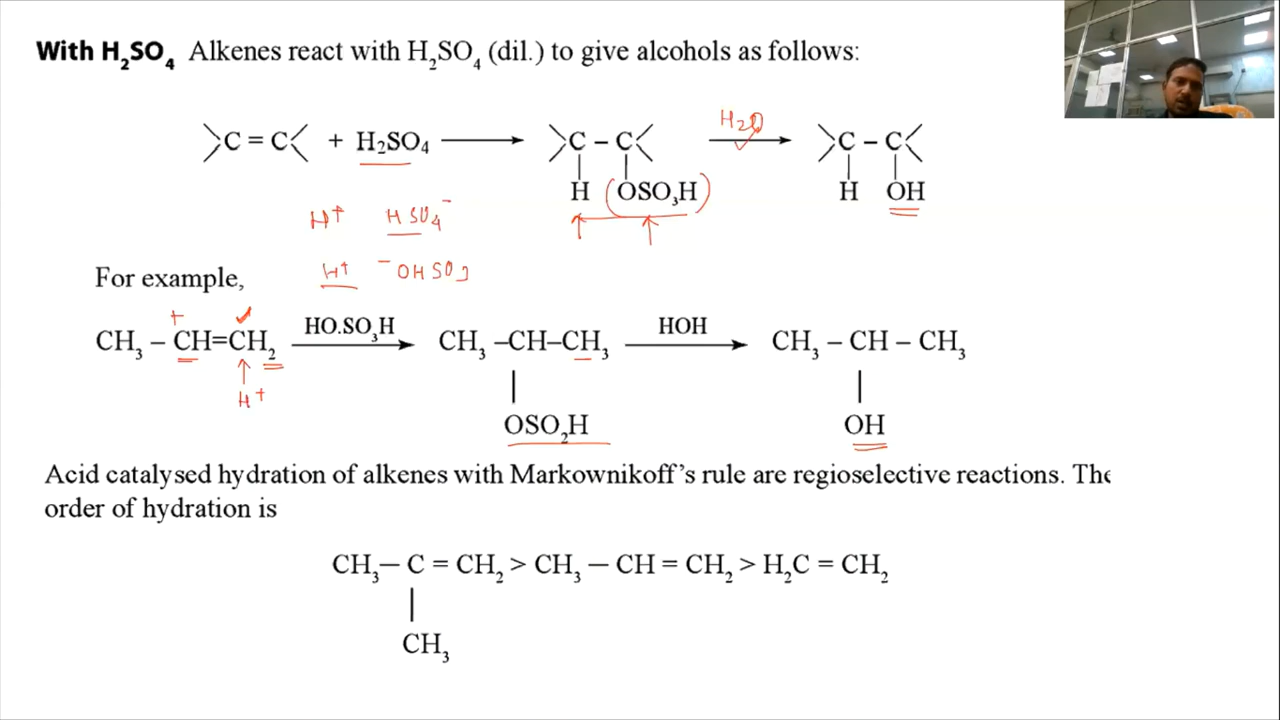 With H₂SO₄ Alkenes react with H₂SO₄ (dil.) to give alcohols as follows:
H₂O
>C = C< + H₂SO₄ ⟶ >C – C< ⟶ >C – C<
| | | |
H (OSO₃H) H OH
H⁺ HSO₄⁻
For example, H⁺ ⁻OHSO₃
+ ✓
HO.SO₃H HOH
CH₃ – CH=CH₂ ⟶ CH₃ –CH–CH₃ ⟶ CH₃ – CH – CH₃
↑ | |
H⁺
OSO₂H OH
Acid catalysed hydration of alkenes with Markownikoff’s rule are regioselective reactions. The
order of hydration is
CH₃– C = CH₂ > CH₃ – CH = CH₂ > H₂C = CH₂
|
CH₃